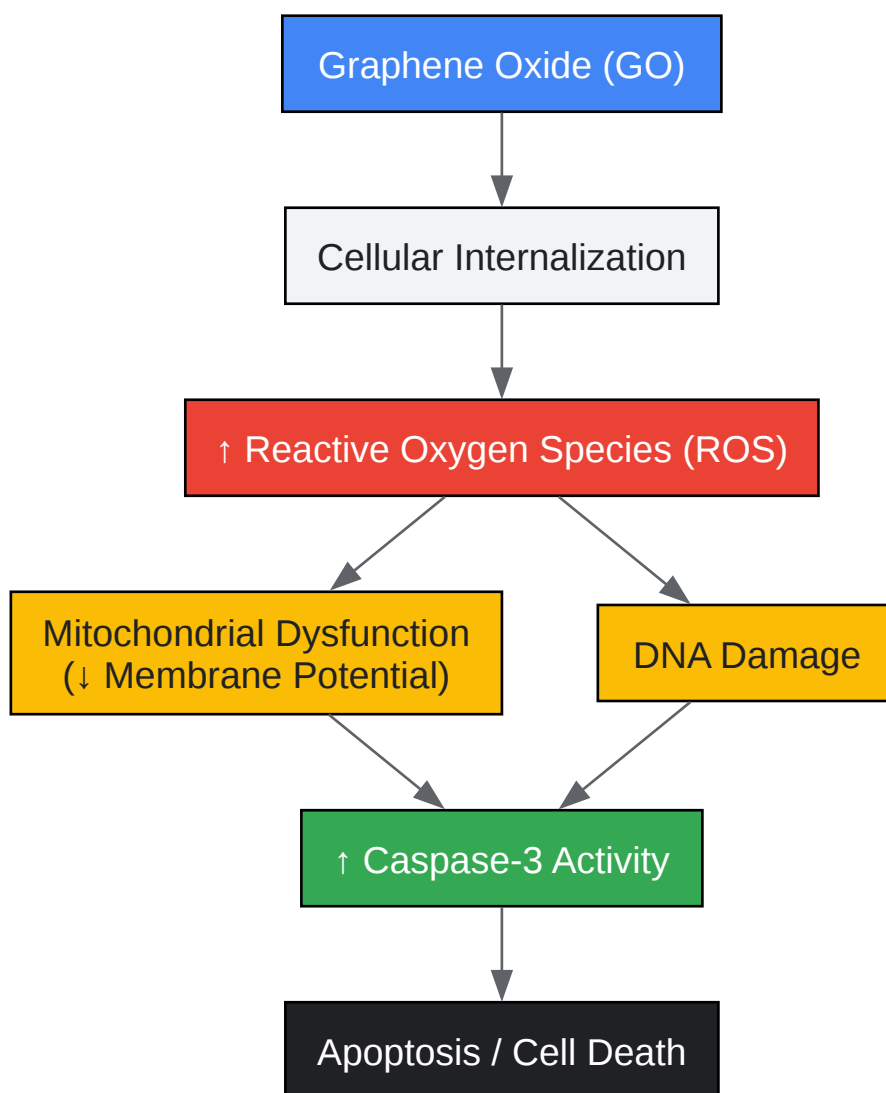 Graphene Oxide (GO)
Cellular Internalization
↑ Reactive Oxygen Species (ROS)
Mitochondrial Dysfunction
(↓ Membrane Potential)
DNA Damage
↑ Caspase-3 Activity
Apoptosis / Cell Death